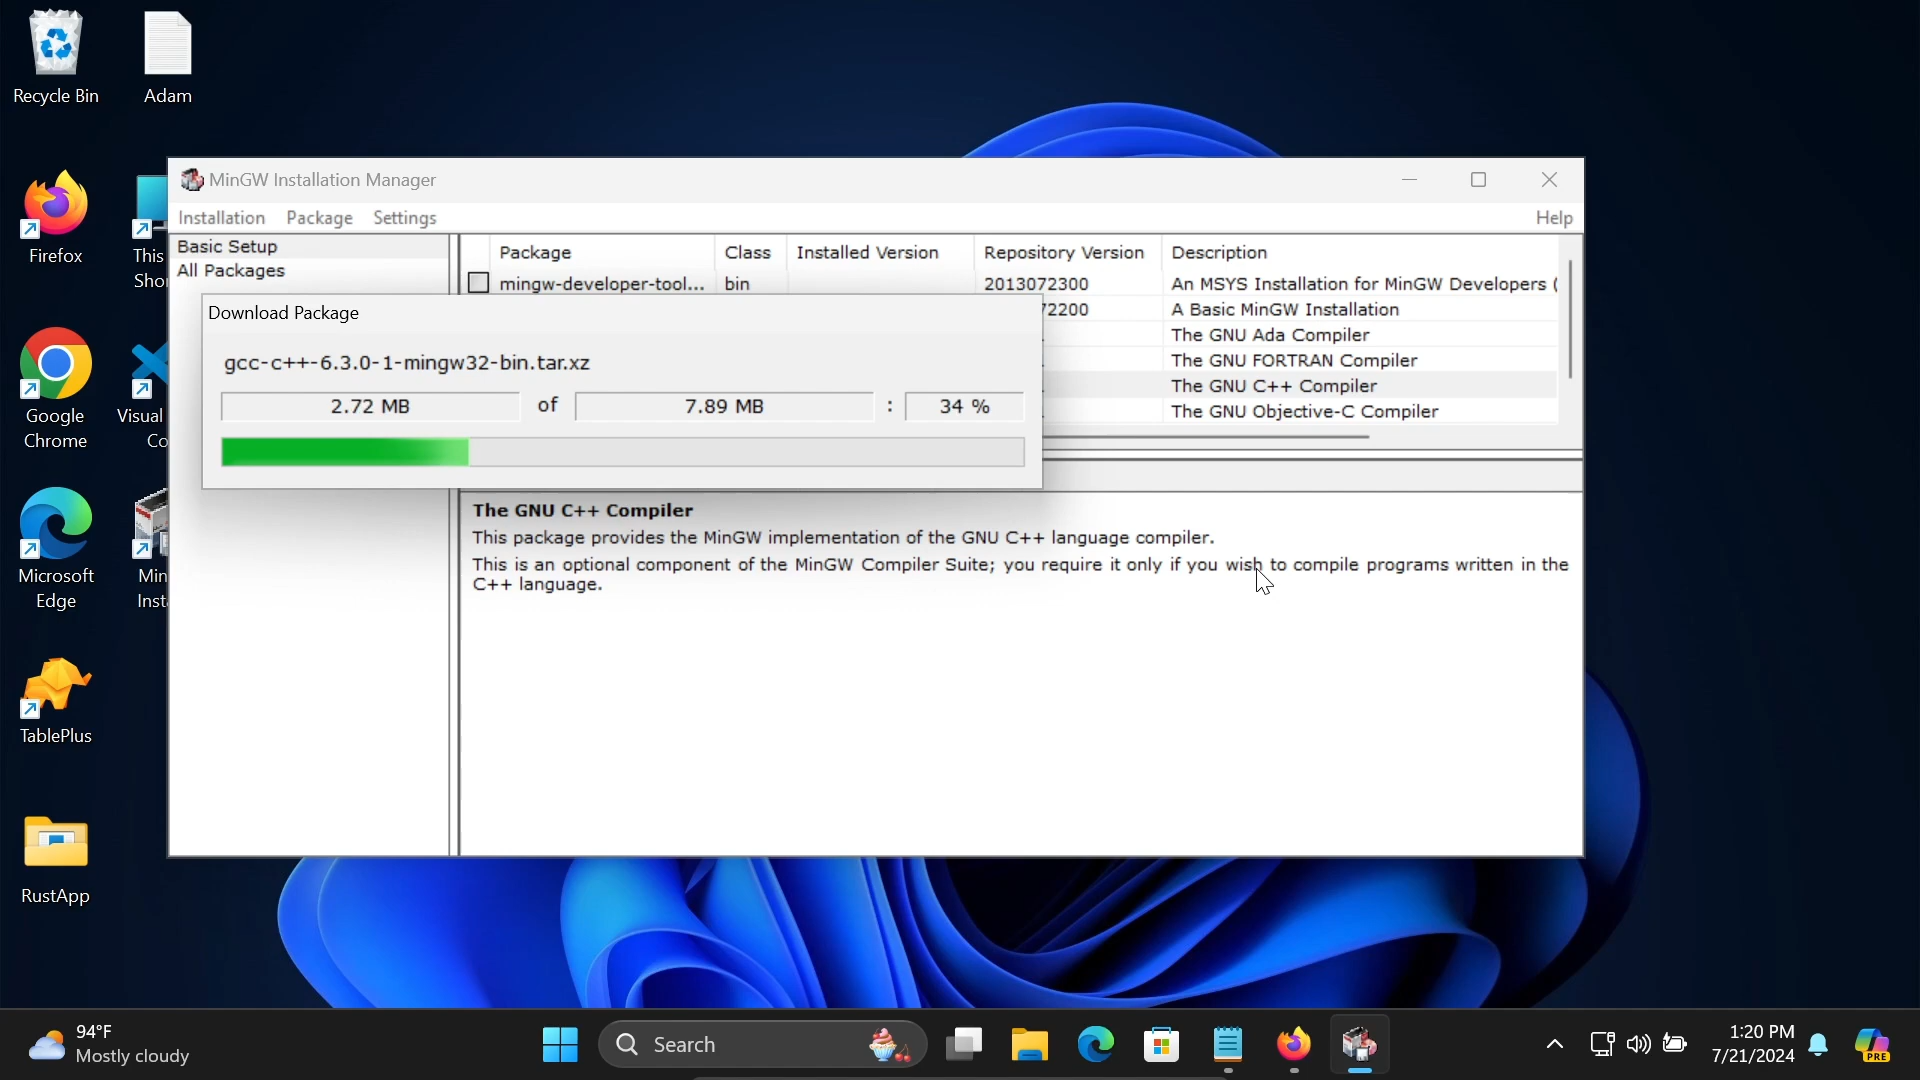 Recycle Bin
Adam
Firefox
This
Sho
Google
Chrome
Visual
Co
Microsoft
Edge
Min
Inst
TablePlus
RustApp
MinGW Installation Manager
Installation Package Settings Help
Basic Setup
All Packages
Package Class Installed Version Repository Version Description
mingw-developer-tool... bin 2013072300 An MSYS Installation for MinGW Developers (
72200 A Basic MinGW Installation
The GNU Ada Compiler
The GNU FORTRAN Compiler
The GNU C++ Compiler
The GNU Objective-C Compiler
Download Package
gcc-c++-6.3.0-1-mingw32-bin.tar.xz
2.72 MB of 7.89 MB : 34 %
The GNU C++ Compiler
This package provides the MinGW implementation of the GNU C++ language compiler.
This is an optional component of the MinGW Compiler Suite; you require it only if you wish to compile programs written in the
C++ language.
94°F
Mostly cloudy
Search
1:20 PM
7/21/2024
PRE